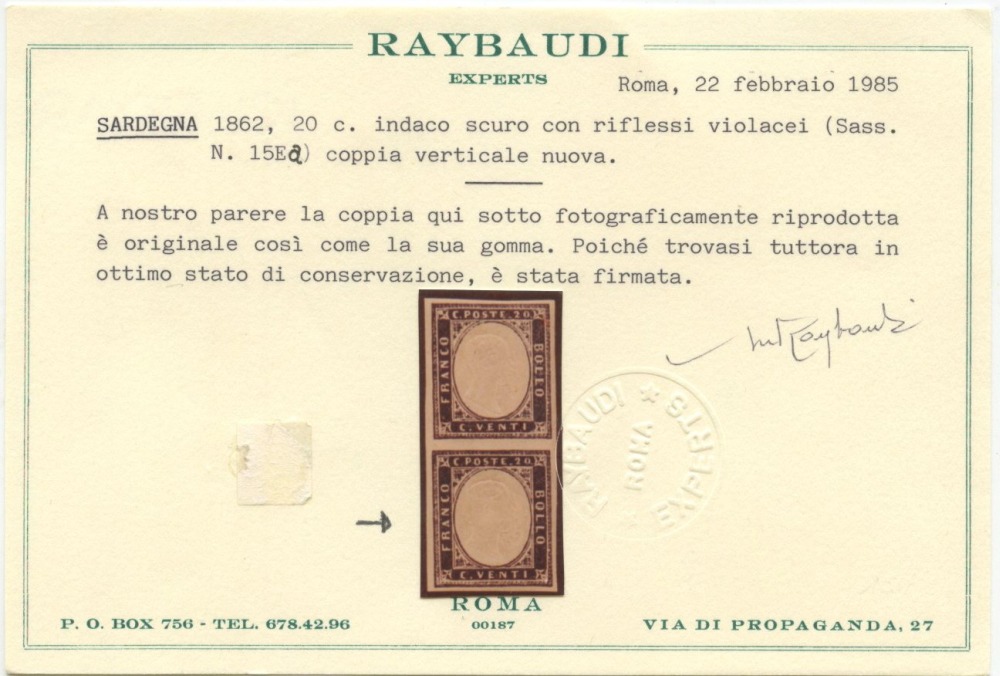 RAYBAUDI
EXPERTS
Roma, 22 febbraio 1985
SARDEGNA 1862, 20 c. indaco scuro con riflessi violacei (Sass.
N. 15Ed) coppia verticale nuova.
A nostro parere la coppia qui sotto fotograficamente riprodotta
è originale così come la sua gomma. Poiché trovasi tuttora in
ottimo stato di conservazione, è stata firmata.
C. POSTE. 20
FRANCO
BOLLO
C. VENTI
C. POSTE. 20
FRANCO
BOLLO
C. VENTI
RAYBAUDI ★ EXPERTS
ROMA
ROMA
00187
P. O. BOX 756 - TEL. 678.42.96
VIA DI PROPAGANDA, 27